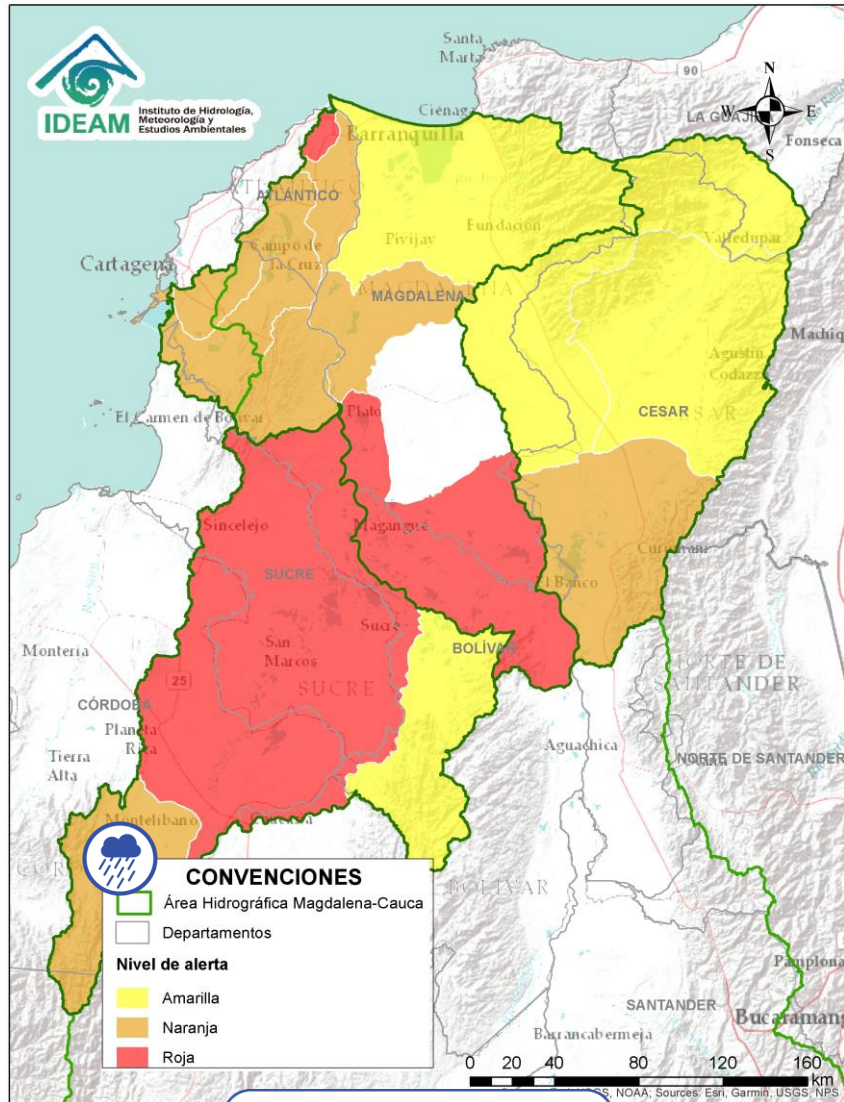 IDEAM
Instituto de Hidrología,
Meteorología y
Estudios Ambientales
Santa
Marta
90
N
W E
S
Ciénaga
LA GUAJIRA
Barranquilla
Fonseca
ATLÁNTICO
Pivijay
Fundación
Valledupar
Campo de
la Cruz
Cartagena
MAGDALENA
MAGDALENA
Agustín
Codazzi
CESAR
El Carmen de Bolívar
Plato
Sincelejo
Magangué
SUCRE
El Banco
Sucre
San
Marcos
BOLÍVAR
Montería
25
SUCRE
NORTE DE
SANTANDER
CÓRDOBA
Planeta
Rica
Tierra
Alta
Aguachica
NORTE DE SANTANDER
Montelíbano
BOLÍVAR
CONVENCIONES
Área Hidrográfica Magdalena-Cauca
Departamentos
Nivel de alerta
Amarilla
Naranja
Roja
Pamplona
SANTANDER
Barrancabermeja
0 20 40 80 120 160
km
NOAA; Sources: Esri, Garmin, USGS, NPS